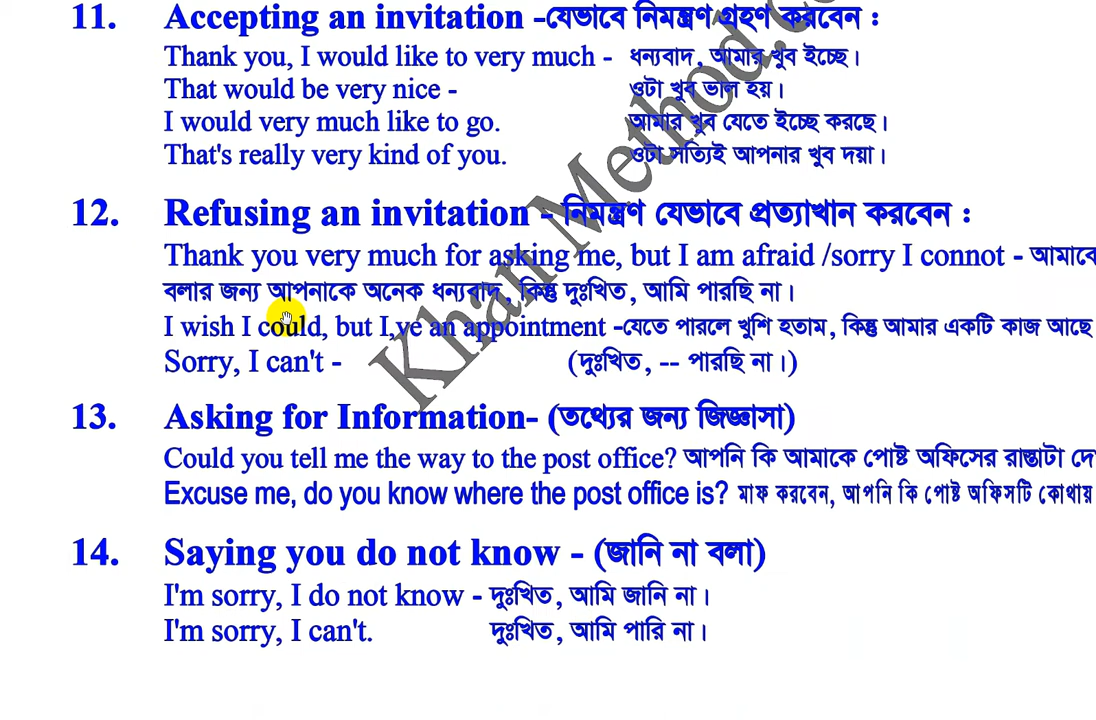 11. Accepting an invitation -যেভাবে নিমন্ত্রণ গ্রহণ করবেন :
Thank you, I would like to very much - ধন্যবাদ, আমার খুব ইচ্ছে।
That would be very nice - ওটা খুব ভাল হয়।
I would very much like to go. আমার খুব যেতে ইচ্ছে করছে।
That's really very kind of you. ওটা সত্যিই আপনার খুব দয়া।
12. Refusing an invitation - নিমন্ত্রণ যেভাবে প্রত্যাখান করবেন :
Thank you very much for asking me, but I am afraid /sorry I connot - আমাকে
বলার জন্য আপনাকে অনেক ধন্যবাদ, কিন্তু দুঃখিত, আমি পারছি না।
I wish I could, but I,ve an appointment -যেতে পারলে খুশি হতাম, কিন্তু আমার একটি কাজ আছে
Sorry, I can't - (দুঃখিত, -- পারছি না।)
13. Asking for Information- (তথ্যের জন্য জিজ্ঞাসা)
Could you tell me the way to the post office? আপনি কি আমাকে পোষ্ট অফিসের রাস্তাটা
Excuse me, do you know where the post office is? মাফ করবেন, আপনি কি পোষ্ট অফিসটি কোথায়
14. Saying you do not know - (জানি না বলা)
I'm sorry, I do not know - দুঃখিত, আমি জানি না।
I'm sorry, I can't. দুঃখিত, আমি পারি না।
Khan Method.co